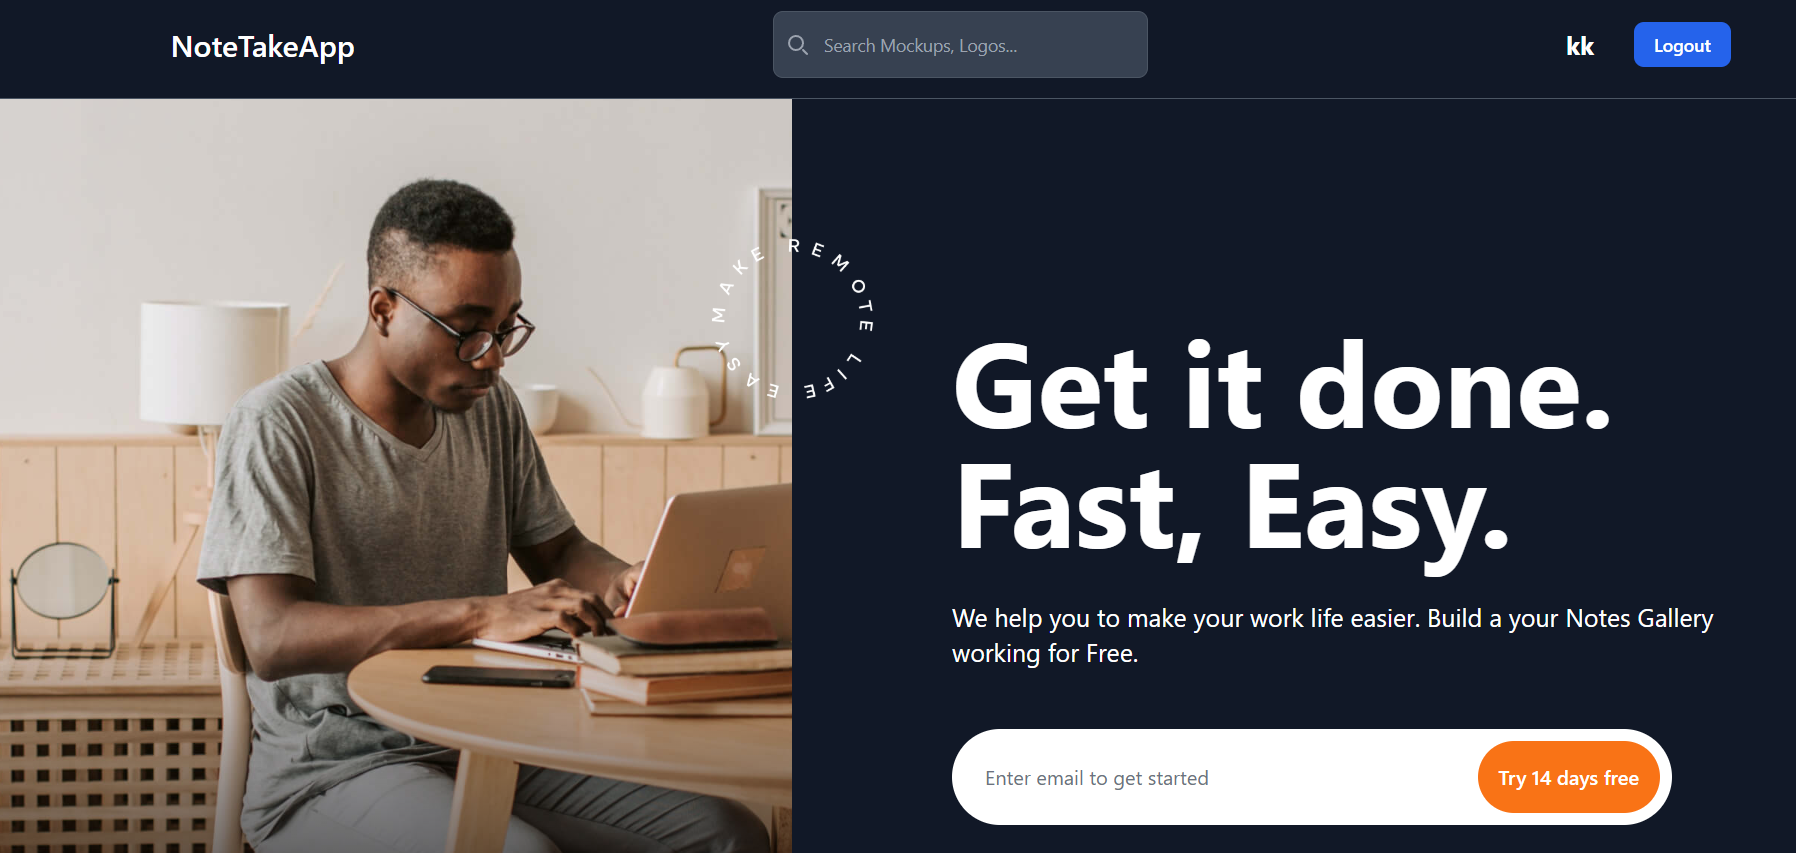 NoteTakeApp
Search Mockups, Logos...
kk
Logout
MAKE REMOTE LIFE EASY
Get it done.
Fast, Easy.
We help you to make your work life easier. Build a your Notes Gallery
working for Free.
Enter email to get started
Try 14 days free